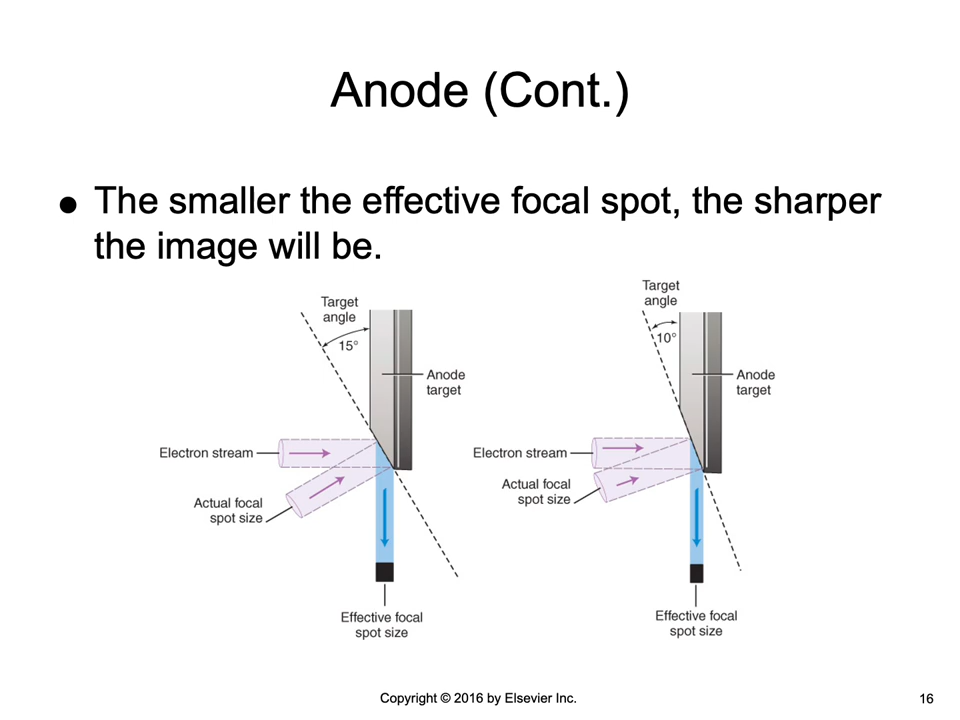 Anode (Cont.)
● The smaller the effective focal spot, the sharper
the image will be.
Target
angle
15°
Anode
target
Electron stream
Actual focal
spot size
Effective focal
spot size
Target
angle
10°
Anode
target
Electron stream
Actual focal
spot size
Effective focal
spot size
Copyright © 2016 by Elsevier Inc.
16